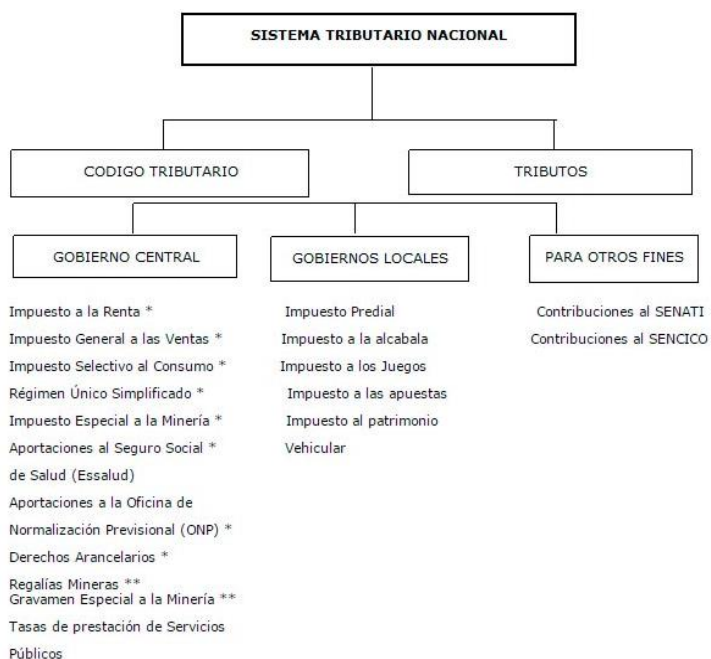 SISTEMA TRIBUTARIO NACIONAL
CODIGO TRIBUTARIO
TRIBUTOS
GOBIERNO CENTRAL
GOBIERNOS LOCALES
PARA OTROS FINES
Impuesto a la Renta *
Impuesto General a las Ventas *
Impuesto Selectivo al Consumo *
Régimen Único Simplificado *
Impuesto Especial a la Minería *
Aportaciones al Seguro Social *
de Salud (Essalud)
Aportaciones a la Oficina de
Normalización Previsional (ONP) *
Derechos Arancelarios *
Regalías Mineras **
Gravamen Especial a la Minería **
Tasas de prestación de Servicios
Públicos
Impuesto Predial
Impuesto a la alcabala
Impuesto a los Juegos
Impuesto a las apuestas
Impuesto al patrimonio
Vehicular
Contribuciones al SENATI
Contribuciones al SENCICO